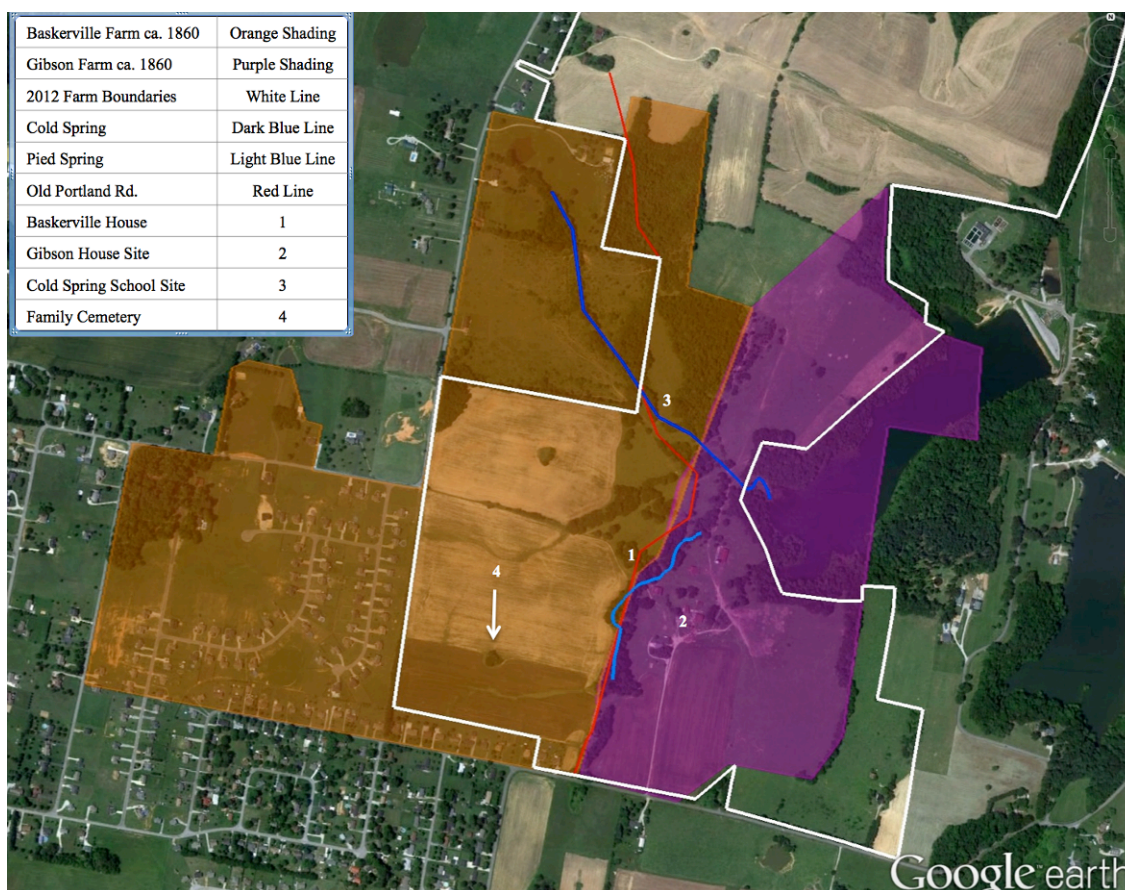 Baskerville Farm ca. 1860 Orange Shading
Gibson Farm ca. 1860 Purple Shading
2012 Farm Boundaries White Line
Cold Spring Dark Blue Line
Pied Spring Light Blue Line
Old Portland Rd. Red Line
Baskerville House 1
Gibson House Site 2
Cold Spring School Site 3
Family Cemetery 4
3
1
4
2
Google earth